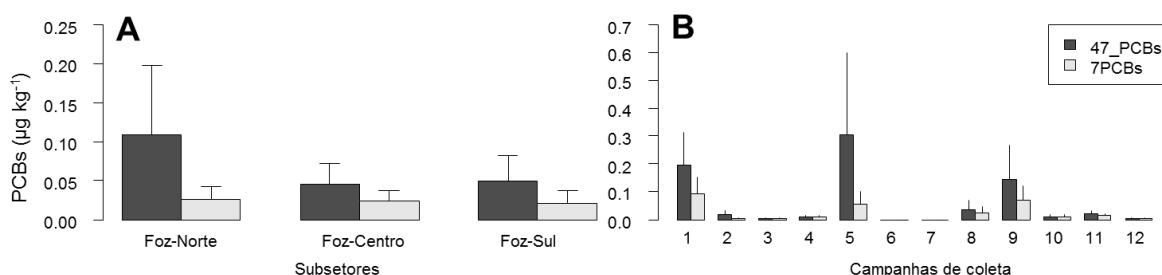 A
PCBs (µg kg⁻¹)
0.25
0.20
0.15
0.10
0.05
0.00
Foz-Norte Foz-Centro Foz-Sul
Subsetores
B
47_PCBs
7PCBs
0.7
0.6
0.5
0.4
0.3
0.2
0.1
0.0
1 2 3 4 5 6 7 8 9 10 11 12
Campanhas de coleta